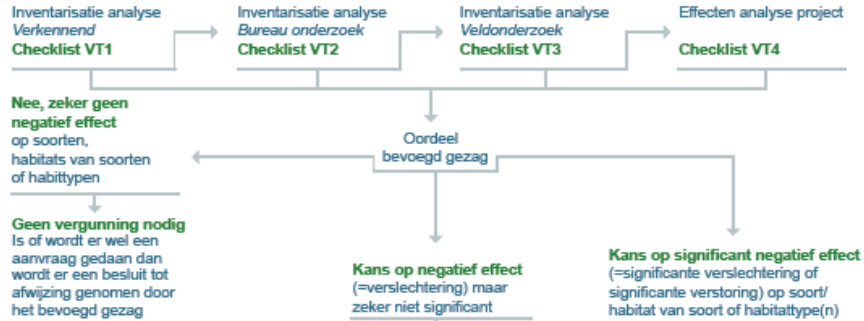 Inventarisatie analyse
Verkennend
Checklist VT1
Inventarisatie analyse
Bureau onderzoek
Checklist VT2
Inventarisatie analyse
Veldonderzoek
Checklist VT3
Effecten analyse project
Checklist VT4
Nee, zeker geen
negatief effect
op soorten,
habitats van soorten
of habittypen
Oordeel
bevoegd gezag
Geen vergunning nodig
Is of wordt er wel een
aanvraag gedaan dan
wordt er een besluit tot
afwijzing genomen door
het bevoegd gezag
Kans op negatief effect
(=verslechtering) maar
zeker niet significant
Kans op significant negatief effect
(=significante verslechtering of
significante verstoring) op soort/
habitat van soort of habitattype(n)